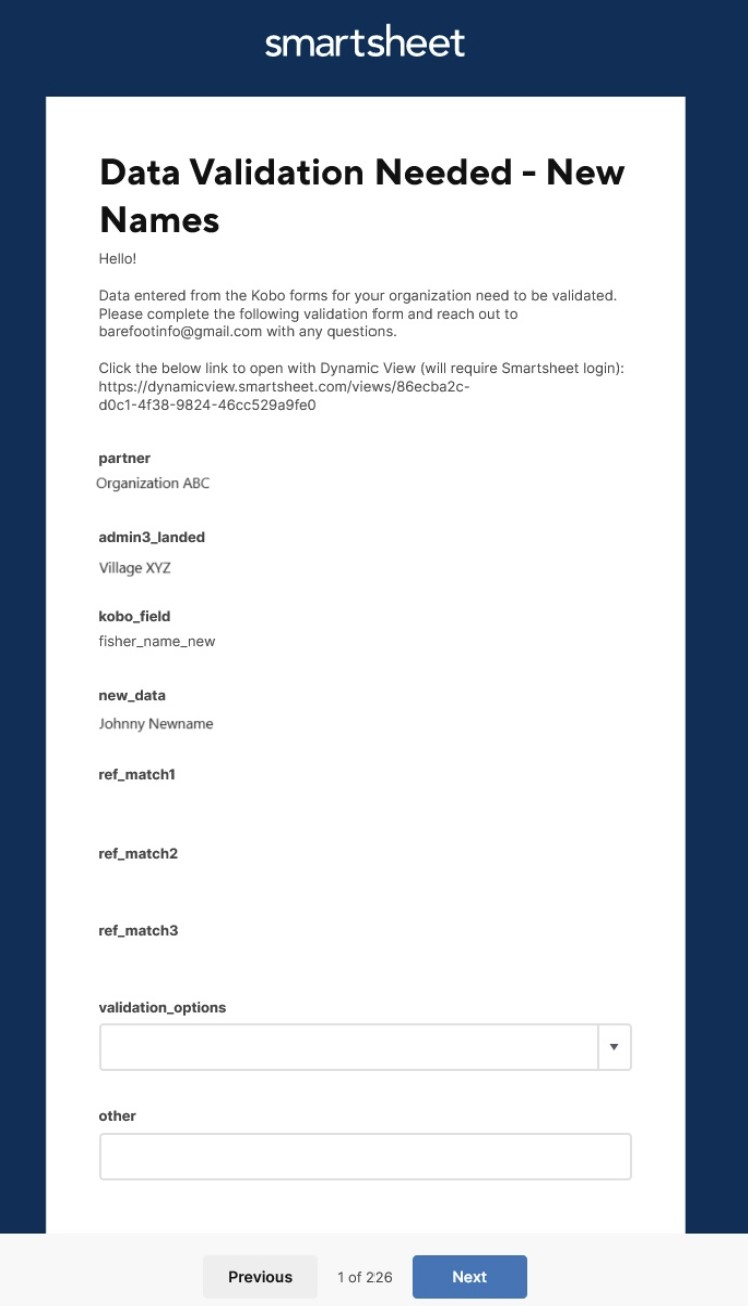 smartsheet
Data Validation Needed - New
Names
Hello!
Data entered from the Kobo forms for your organization need to be validated.
Please complete the following validation form and reach out to
barefootinfo@gmail.com with any questions.
Click the below link to open with Dynamic View (will require Smartsheet login):
https://dynamicview.smartsheet.com/views/86ecba2c-
d0c1-4f38-9824-46cc529a9fe0
partner
Organization ABC
admin3_landed
Village XYZ
kobo_field
fisher_name_new
new_data
Johnny Newname
ref_match1
ref_match2
ref_match3
validation_options
other
Previous 1 of 226 Next